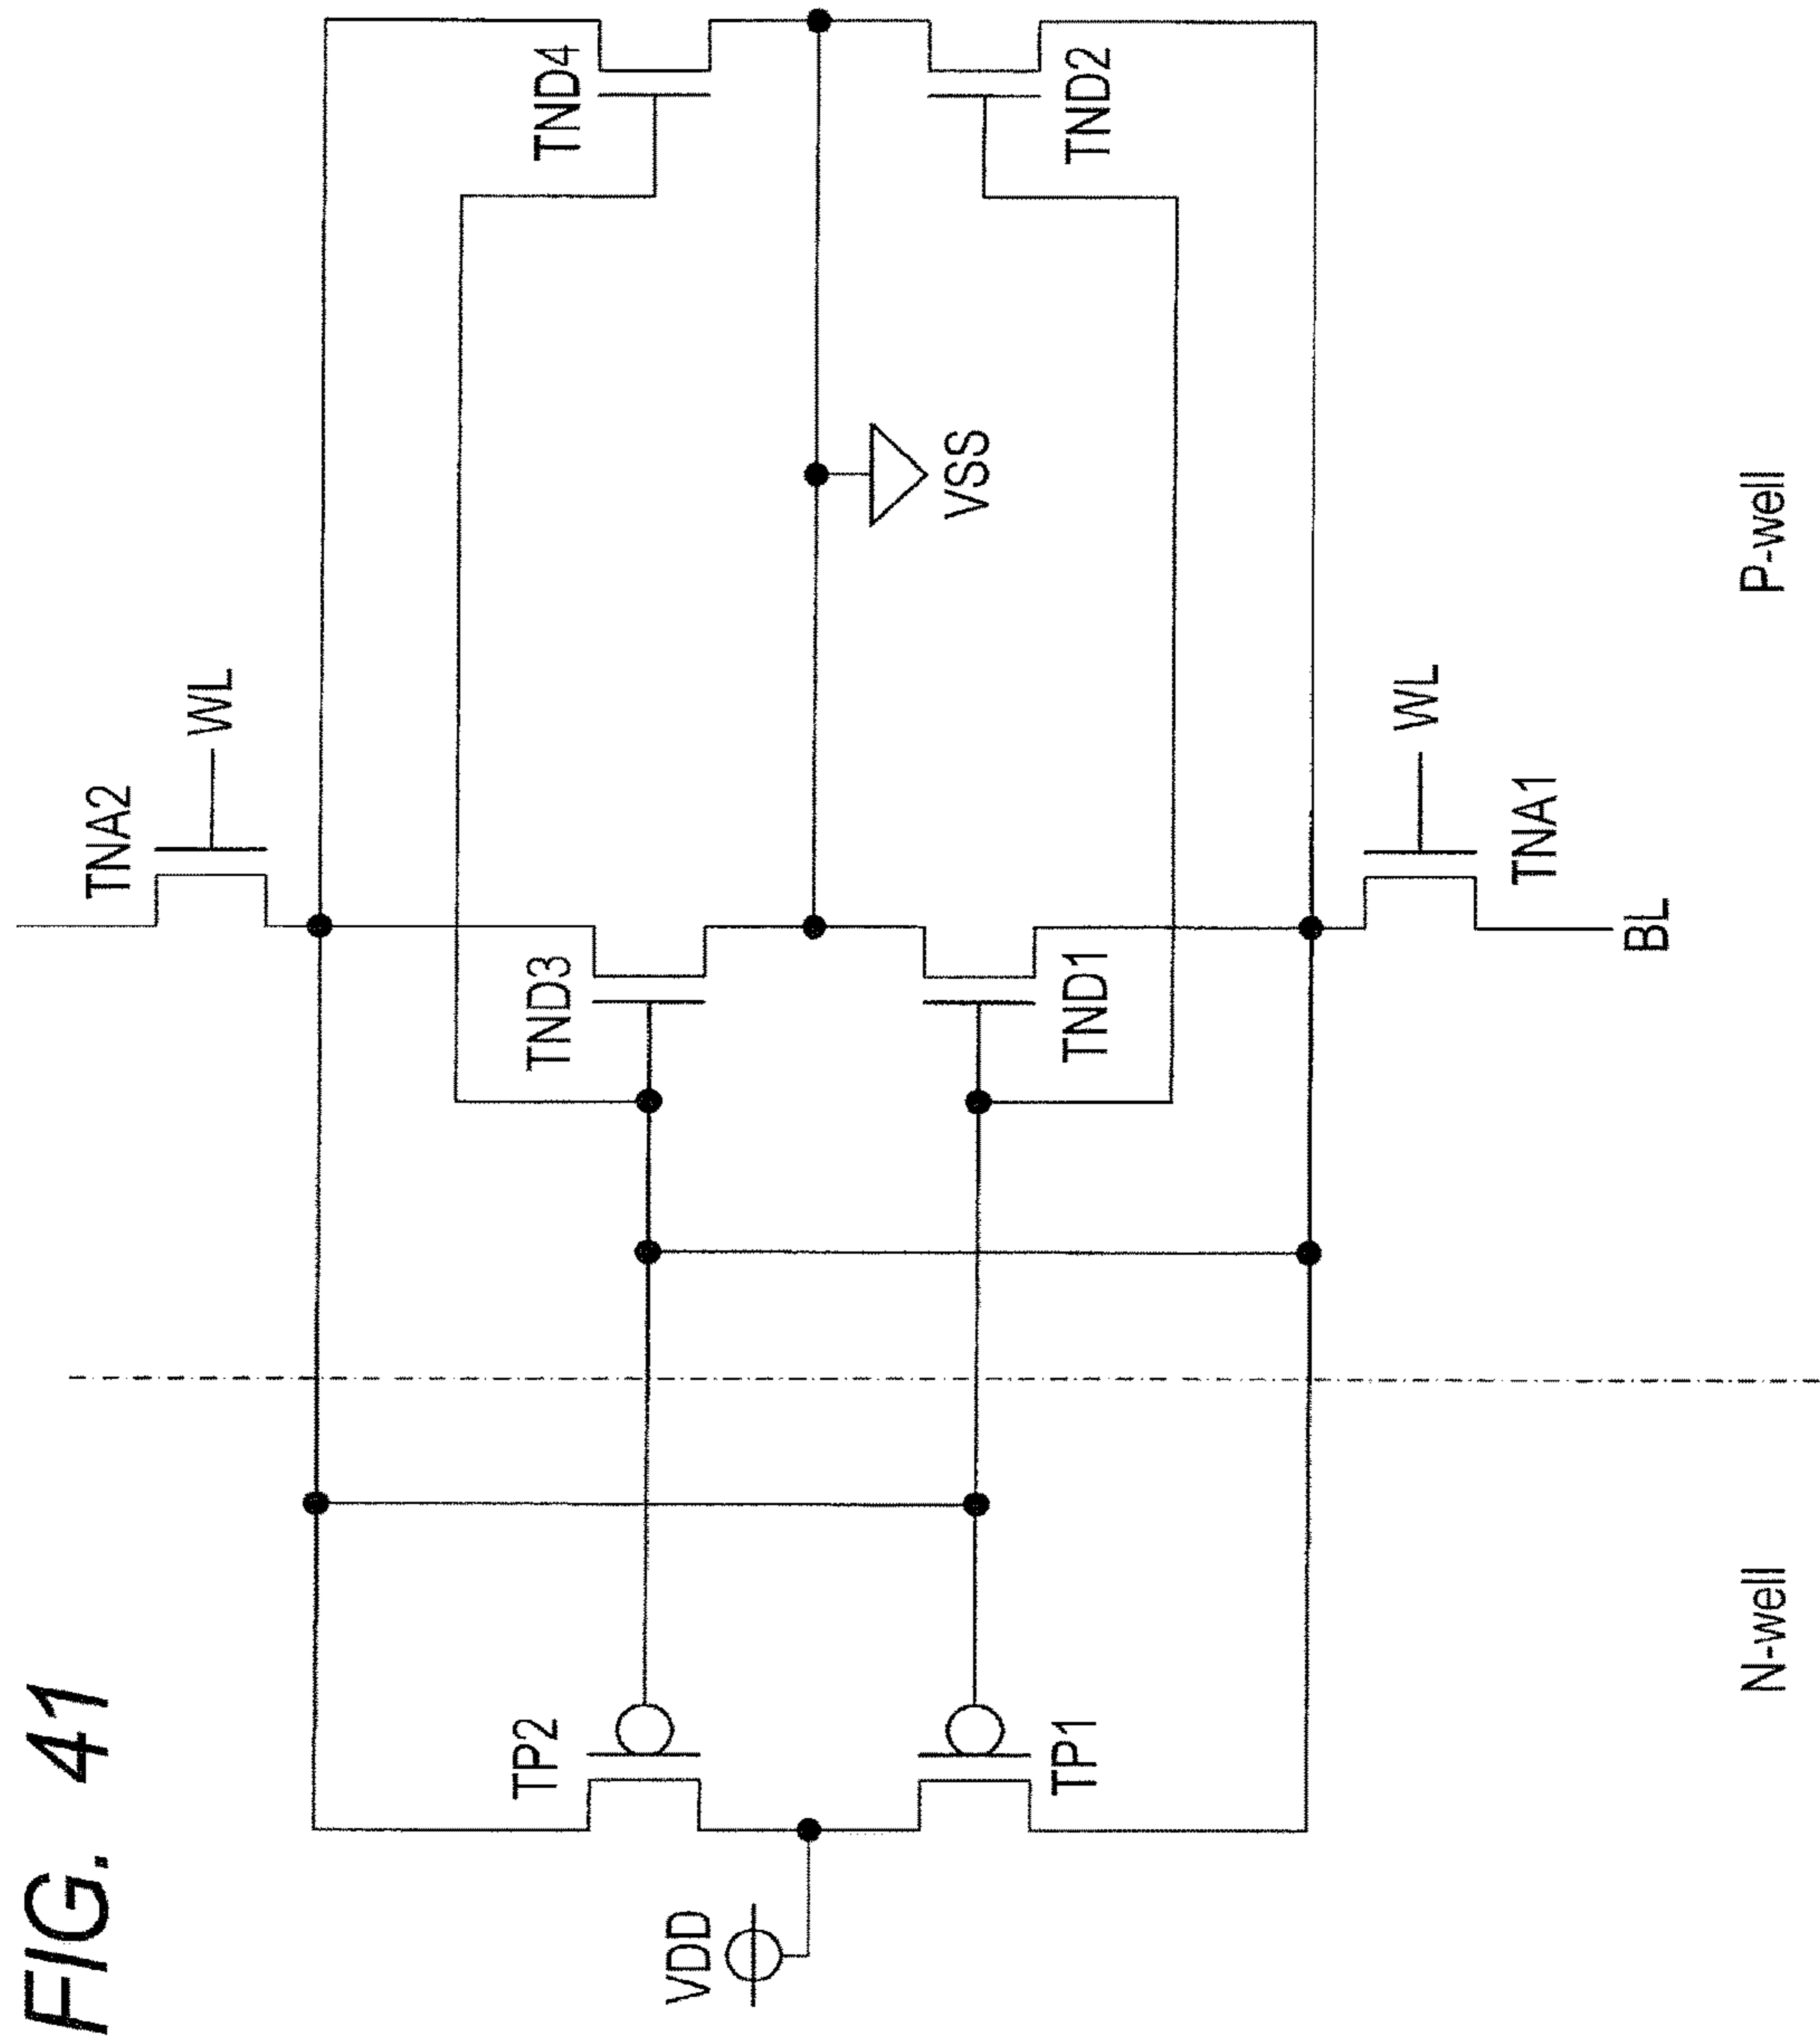 FIG. 41
TNA2
WL
TND4
TND3
TP2
VDD
VSS
TND2
TND1
TP1
WL
TNA1
BL
N-well
P-well